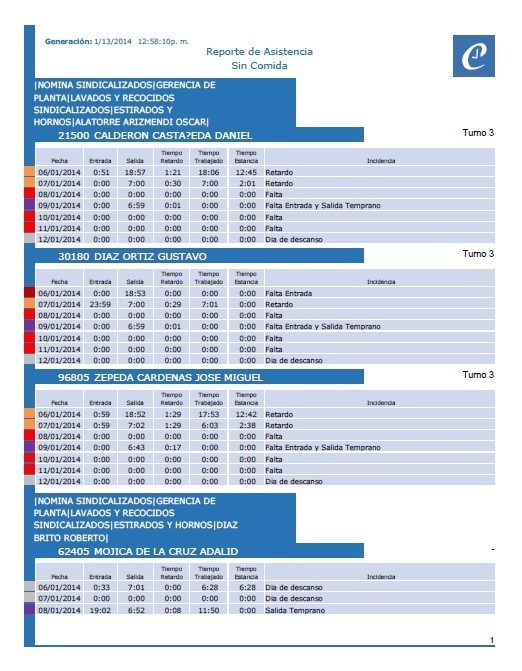 Generación: 1/13/2014 12:58:10p. m.
Reporte de Asistencia
Sin Comida
|NOMINA SINDICALIZADOS|GERENCIA DE
PLANTA|LAVADOS Y RECOCIDOS
SINDICALIZADOS|ESTIRADOS Y
HORNOS|ALATORRE ARIZMENDI OSCAR|
21500 CALDERON CASTA?EDA DANIEL Turno 3
Fecha Entrada Salida Tiempo Retardo Tiempo Trabajado Tiempo Estancia Incidencia
06/01/2014 0:51 18:57 1:21 18:06 12:45 Retardo
07/01/2014 0:00 7:00 0:30 7:00 2:01 Retardo
08/01/2014 0:00 0:00 0:00 0:00 0:00 Falta
09/01/2014 0:00 6:59 0:01 0:00 0:00 Falta Entrada y Salida Temprano
10/01/2014 0:00 0:00 0:00 0:00 0:00 Falta
11/01/2014 0:00 0:00 0:00 0:00 0:00 Falta
12/01/2014 0:00 0:00 0:00 0:00 0:00 Dia de descanso
30180 DIAZ ORTIZ GUSTAVO Turno 3
Fecha Entrada Salida Tiempo Retardo Tiempo Trabajado Tiempo Estancia Incidencia
06/01/2014 0:00 18:53 0:00 0:00 0:00 Falta Entrada
07/01/2014 23:59 7:00 0:29 7:01 0:00 Retardo
08/01/2014 0:00 0:00 0:00 0:00 0:00 Falta
09/01/2014 0:00 6:59 0:01 0:00 0:00 Falta Entrada y Salida Temprano
10/01/2014 0:00 0:00 0:00 0:00 0:00 Falta
11/01/2014 0:00 0:00 0:00 0:00 0:00 Falta
12/01/2014 0:00 0:00 0:00 0:00 0:00 Dia de descanso
96805 ZEPEDA CARDENAS JOSE MIGUEL Turno 3
Fecha Entrada Salida Tiempo Retardo Tiempo Trabajado Tiempo Estancia Incidencia
06/01/2014 0:59 18:52 1:29 17:53 12:42 Retardo
07/01/2014 0:59 7:02 1:29 6:03 2:38 Retardo
08/01/2014 0:00 0:00 0:00 0:00 0:00 Falta
09/01/2014 0:00 6:43 0:17 0:00 0:00 Falta Entrada y Salida Temprano
10/01/2014 0:00 0:00 0:00 0:00 0:00 Falta
11/01/2014 0:00 0:00 0:00 0:00 0:00 Falta
12/01/2014 0:00 0:00 0:00 0:00 0:00 Dia de descanso
|NOMINA SINDICALIZADOS|GERENCIA DE
PLANTA|LAVADOS Y RECOCIDOS
SINDICALIZADOS|ESTIRADOS Y HORNOS|DIAZ
BRITO ROBERTO|
62405 MOJICA DE LA CRUZ ADALID -
Fecha Entrada Salida Tiempo Retardo Tiempo Trabajado Tiempo Estancia Incidencia
06/01/2014 0:33 7:01 0:00 6:28 6:28 Dia de descanso
07/01/2014 0:00 0:00 0:00 0:00 0:00 Dia de descanso
08/01/2014 19:02 6:52 0:08 11:50 0:00 Salida Temprano
1